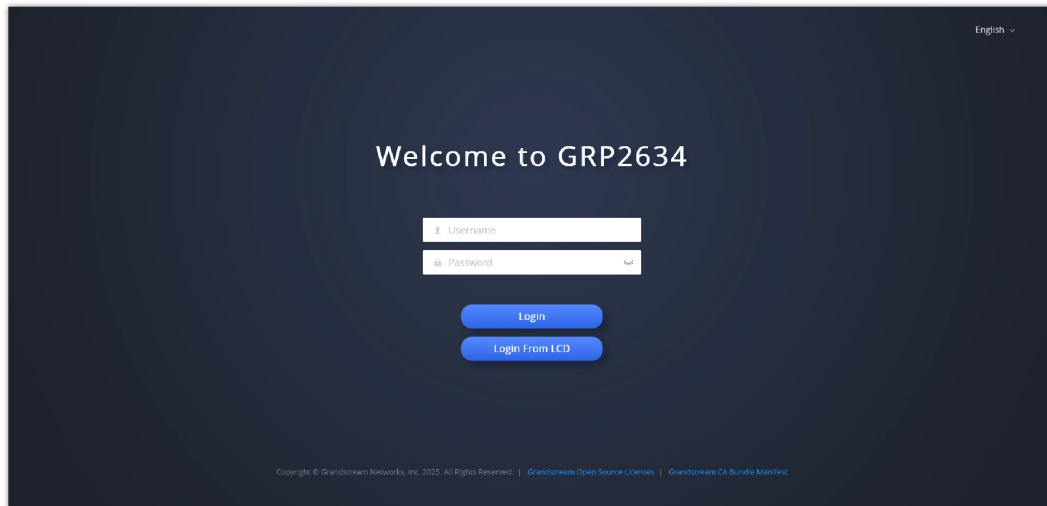 English
Welcome to GRP2634
Username
Password
Login
Login From LCD
Copyright © Grandstream Networks, Inc. 2025. All Rights Reserved. | Grandstream Open Source Licenses | Grandstream CA Bundle Manifest